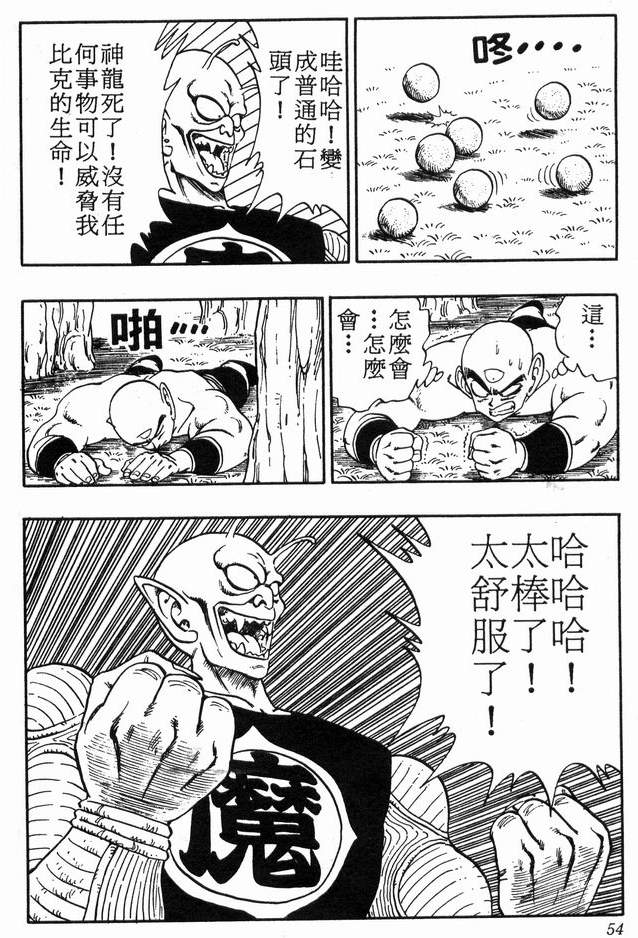 咚‥‥
哇哈哈！變
成普通的石
頭了！
神龍死了！沒有任
何事物可以威脅我
比克的生命！
這…
怎麼會
…怎麼
會…
啪‥‥
哈哈哈！
太棒了！
太舒服了！
魔
魔
54